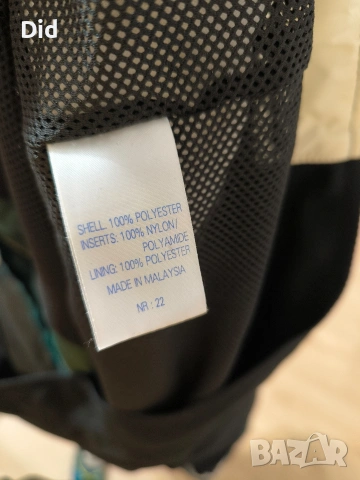 Did
SHELL: 100% POLYESTER
INSERTS: 100% NYLON/
POLYAMIDE
LINING: 100% POLYESTER
MADE IN MALAYSIA
NR : 22
BAZAR